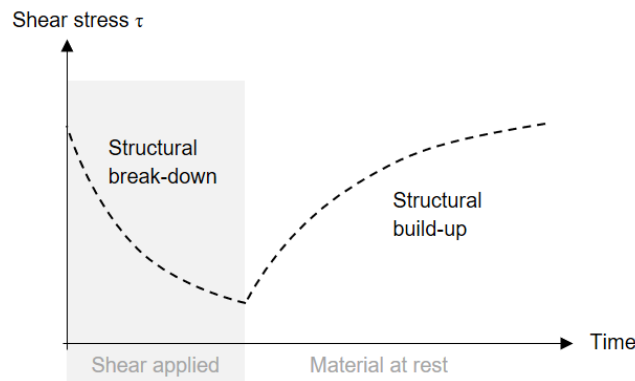 Shear stress τ
Structural
break-down
Structural
build-up
Time
Shear applied
Material at rest